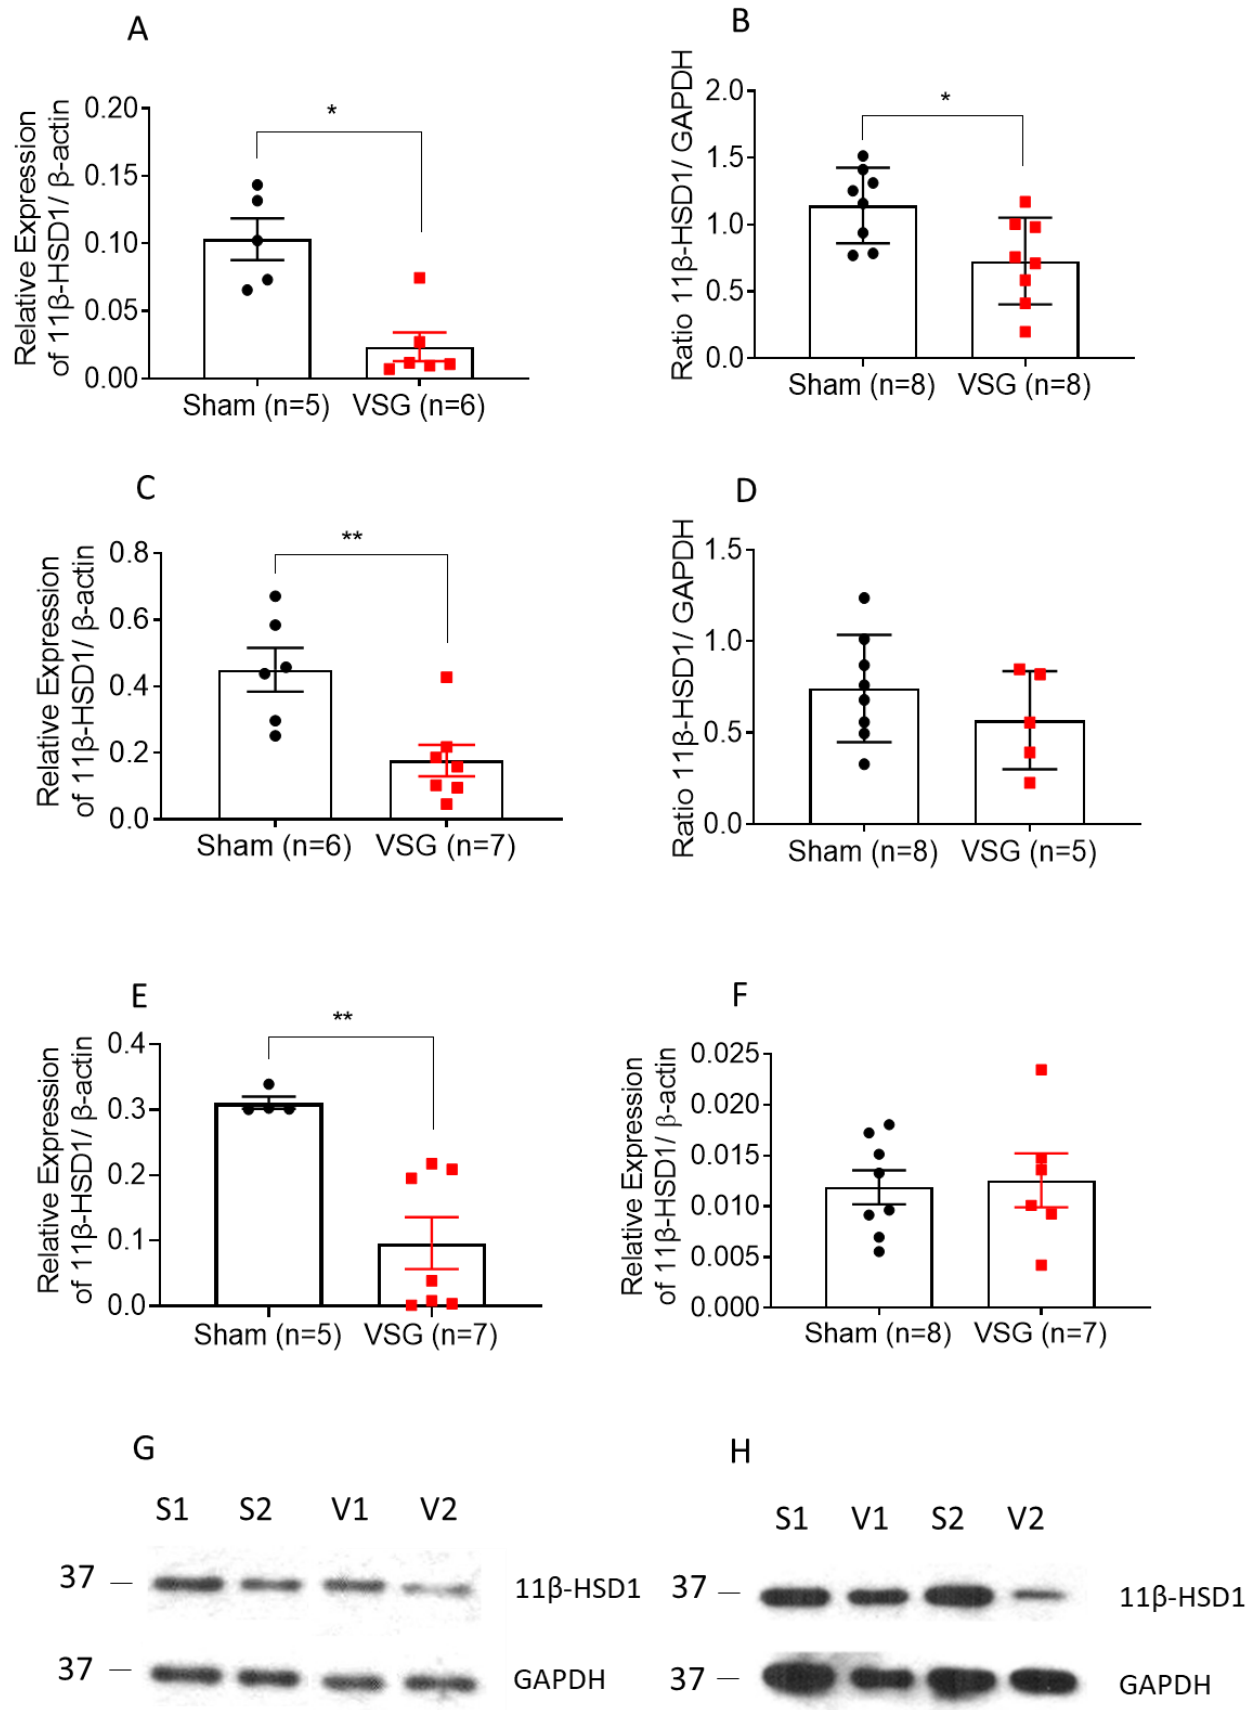 A
Relative Expression
of 11β-HSD1/ β-actin
0.20
0.15
0.10
0.05
0.00
*
Sham (n=5) VSG (n=6)
B
Ratio 11β-HSD1/ GAPDH
2.0
1.5
1.0
0.5
0.0
*
Sham (n=8) VSG (n=8)
C
Relative Expression
of 11β-HSD1/ β-actin
0.8
0.6
0.4
0.2
0.0
**
Sham (n=6) VSG (n=7)
D
Ratio 11β-HSD1/ GAPDH
1.5
1.0
0.5
0.0
Sham (n=8) VSG (n=5)
E
Relative Expression
of 11β-HSD1/ β-actin
0.4
0.3
0.2
0.1
0.0
**
Sham (n=5) VSG (n=7)
F
Relative Expression
of 11β-HSD1/ β-actin
0.025
0.020
0.015
0.010
0.005
0.000
Sham (n=8) VSG (n=7)
G
S1 S2 V1 V2
37 — 11β-HSD1
37 — GAPDH
H
S1 V1 S2 V2
37 — 11β-HSD1
37 — GAPDH